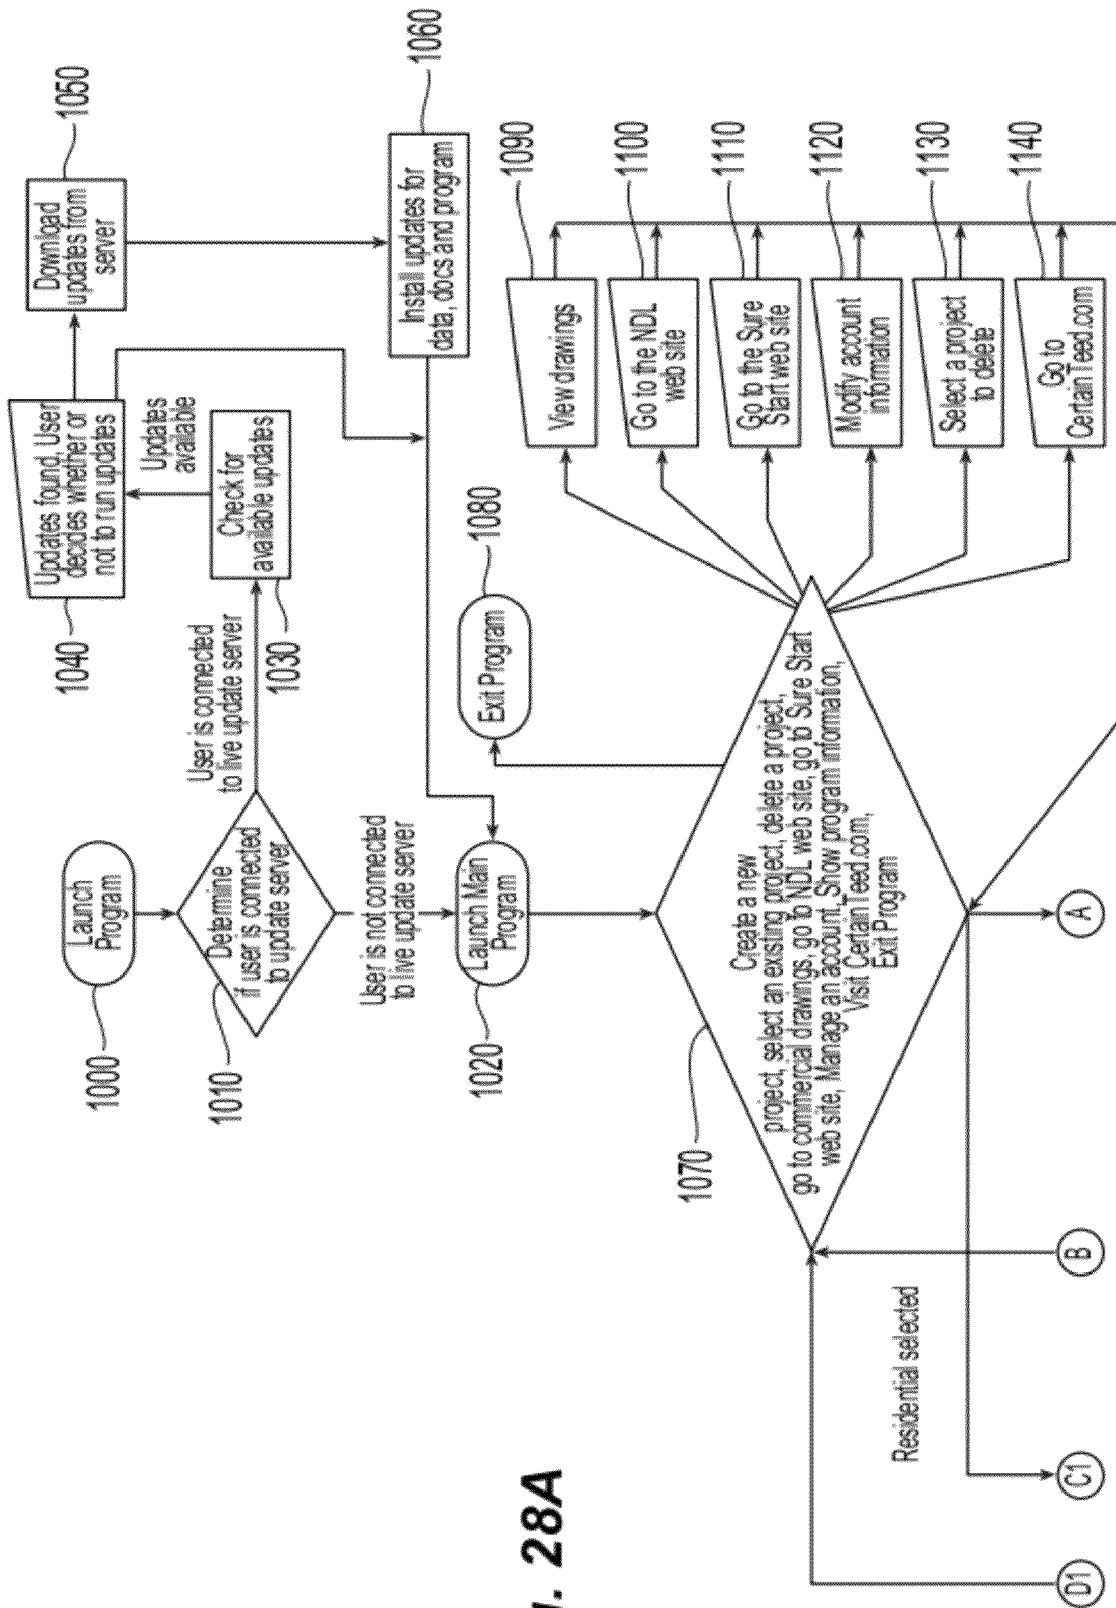 Launch
Program
1000
Determine
if user is connected
to update server
1010
User is connected
to live update server
User is not connected
to live update server
Launch Main
Program
1020
Check for
available updates
1030
Updates
available
Updates found, User
decides whether or
not to run updates
1040
Download
updates from
server
1050
Install updates for
data, docs and program
1060
Create a new
project, select an existing project, delete a project,
go to commercial drawings, go to NDL web site, go to Sure Start
web site, Manage an account, Show program information,
Visit CertainTeed.com,
Exit Program
1070
Exit Program
1080
View drawings
1090
Go to the NDL
web site
1100
Go to the Sure
Start web site
1110
Modify account
information
1120
Select a project
to delete
1130
Go to
CertainTeed.com
1140
Residential selected
D1
C1
B
A
28A